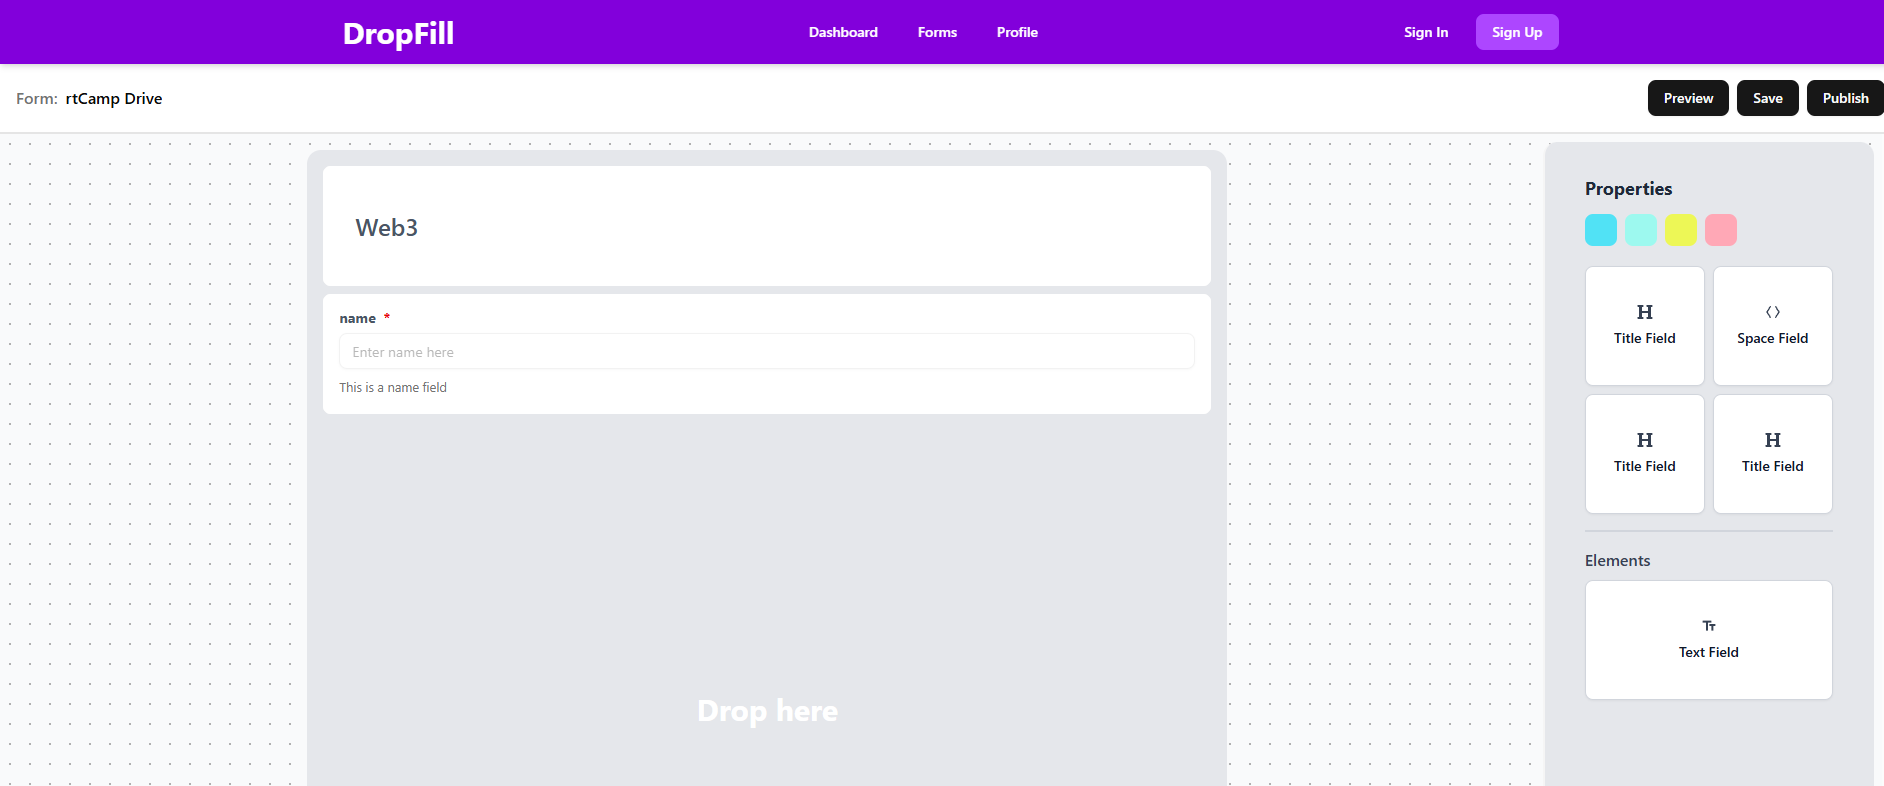 DropFill
Dashboard
Forms
Profile
Sign In
Sign Up
Form: rtCamp Drive
Preview
Save
Publish
Web3
name *
Enter name here
This is a name field
Drop here
Properties
Title Field
Space Field
Title Field
Title Field
Elements
Text Field